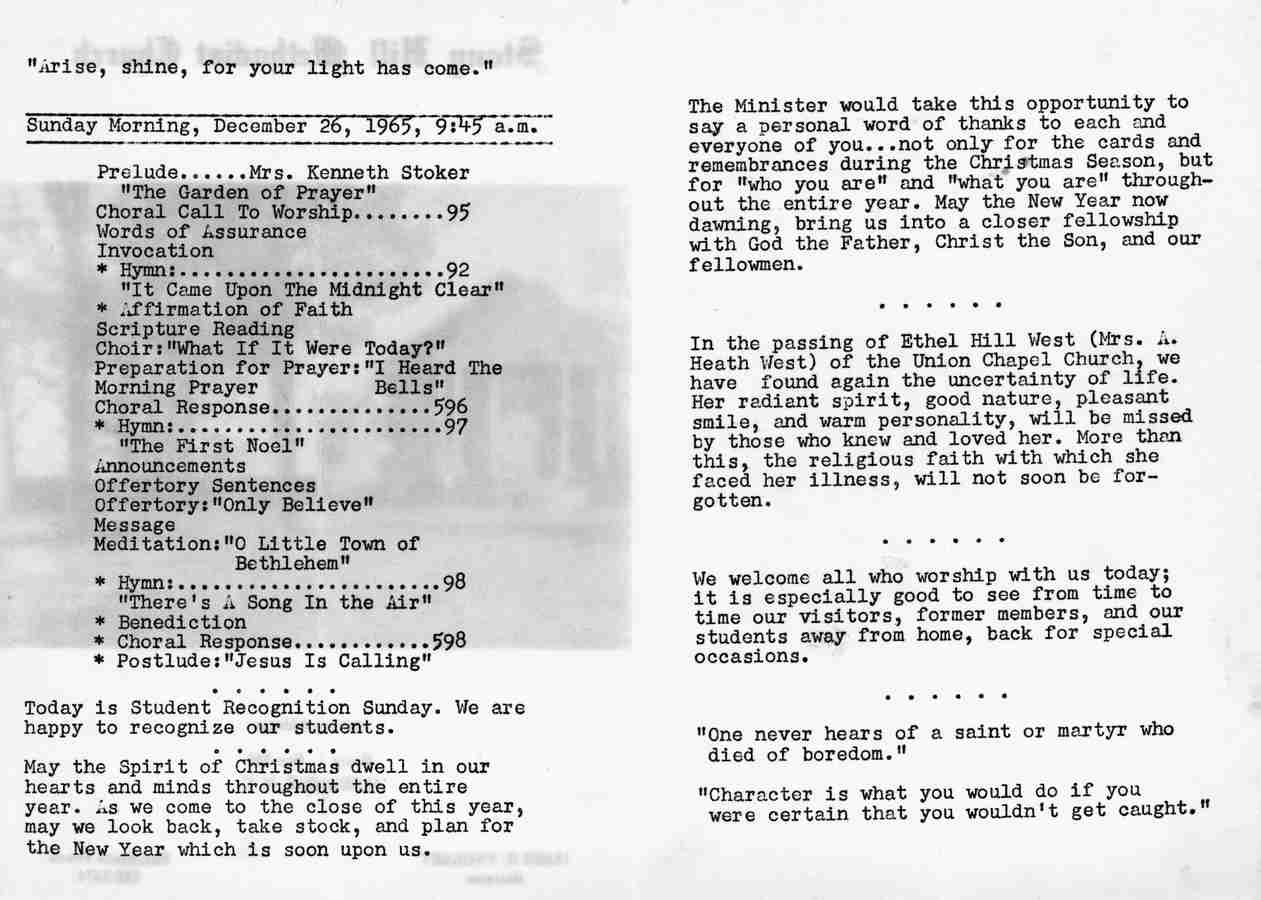 "Arise, shine, for your light has come."
Sunday Morning, December 26, 1965, 9:45 a.m.
Prelude......Mrs. Kenneth Stoker
"The Garden of Prayer"
Choral Call To Worship........95
Words of Assurance
Invocation
* Hymn:.......................92
"It Came Upon The Midnight Clear"
* Affirmation of Faith
Scripture Reading
Choir:"What If It Were Today?"
Preparation for Prayer:"I Heard The
Morning Prayer Bells"
Choral Response..............596
* Hymn:.......................97
"The First Noel"
Announcements
Offertory Sentences
Offertory:"Only Believe"
Message
Meditation:"O Little Town of
Bethlehem"
* Hymn:.......................98
"There's A Song In the Air"
* Benediction
* Choral Response............598
* Postlude:"Jesus Is Calling"
. . . . . .
Today is Student Recognition Sunday. We are
happy to recognize our students.
. . . . . .
May the Spirit of Christmas dwell in our
hearts and minds throughout the entire
year. As we come to the close of this year,
may we look back, take stock, and plan for
the New Year which is soon upon us.
The Minister would take this opportunity to
say a personal word of thanks to each and
everyone of you...not only for the cards and
remembrances during the Christmas Season, but
for "who you are" and "what you are" through-
out the entire year. May the New Year now
dawning, bring us into a closer fellowship
with God the Father, Christ the Son, and our
fellowmen.
. . . . . .
In the passing of Ethel Hill West (Mrs. A.
Heath West) of the Union Chapel Church, we
have found again the uncertainty of life.
Her radiant spirit, good nature, pleasant
smile, and warm personality, will be missed
by those who knew and loved her. More than
this, the religious faith with which she
faced her illness, will not soon be for-
gotten.
. . . . . .
We welcome all who worship with us today;
it is especially good to see from time to
time our visitors, former members, and our
students away from home, back for special
occasions.
. . . . . .
"One never hears of a saint or martyr who
died of boredom."
"Character is what you would do if you
were certain that you wouldn't get caught."